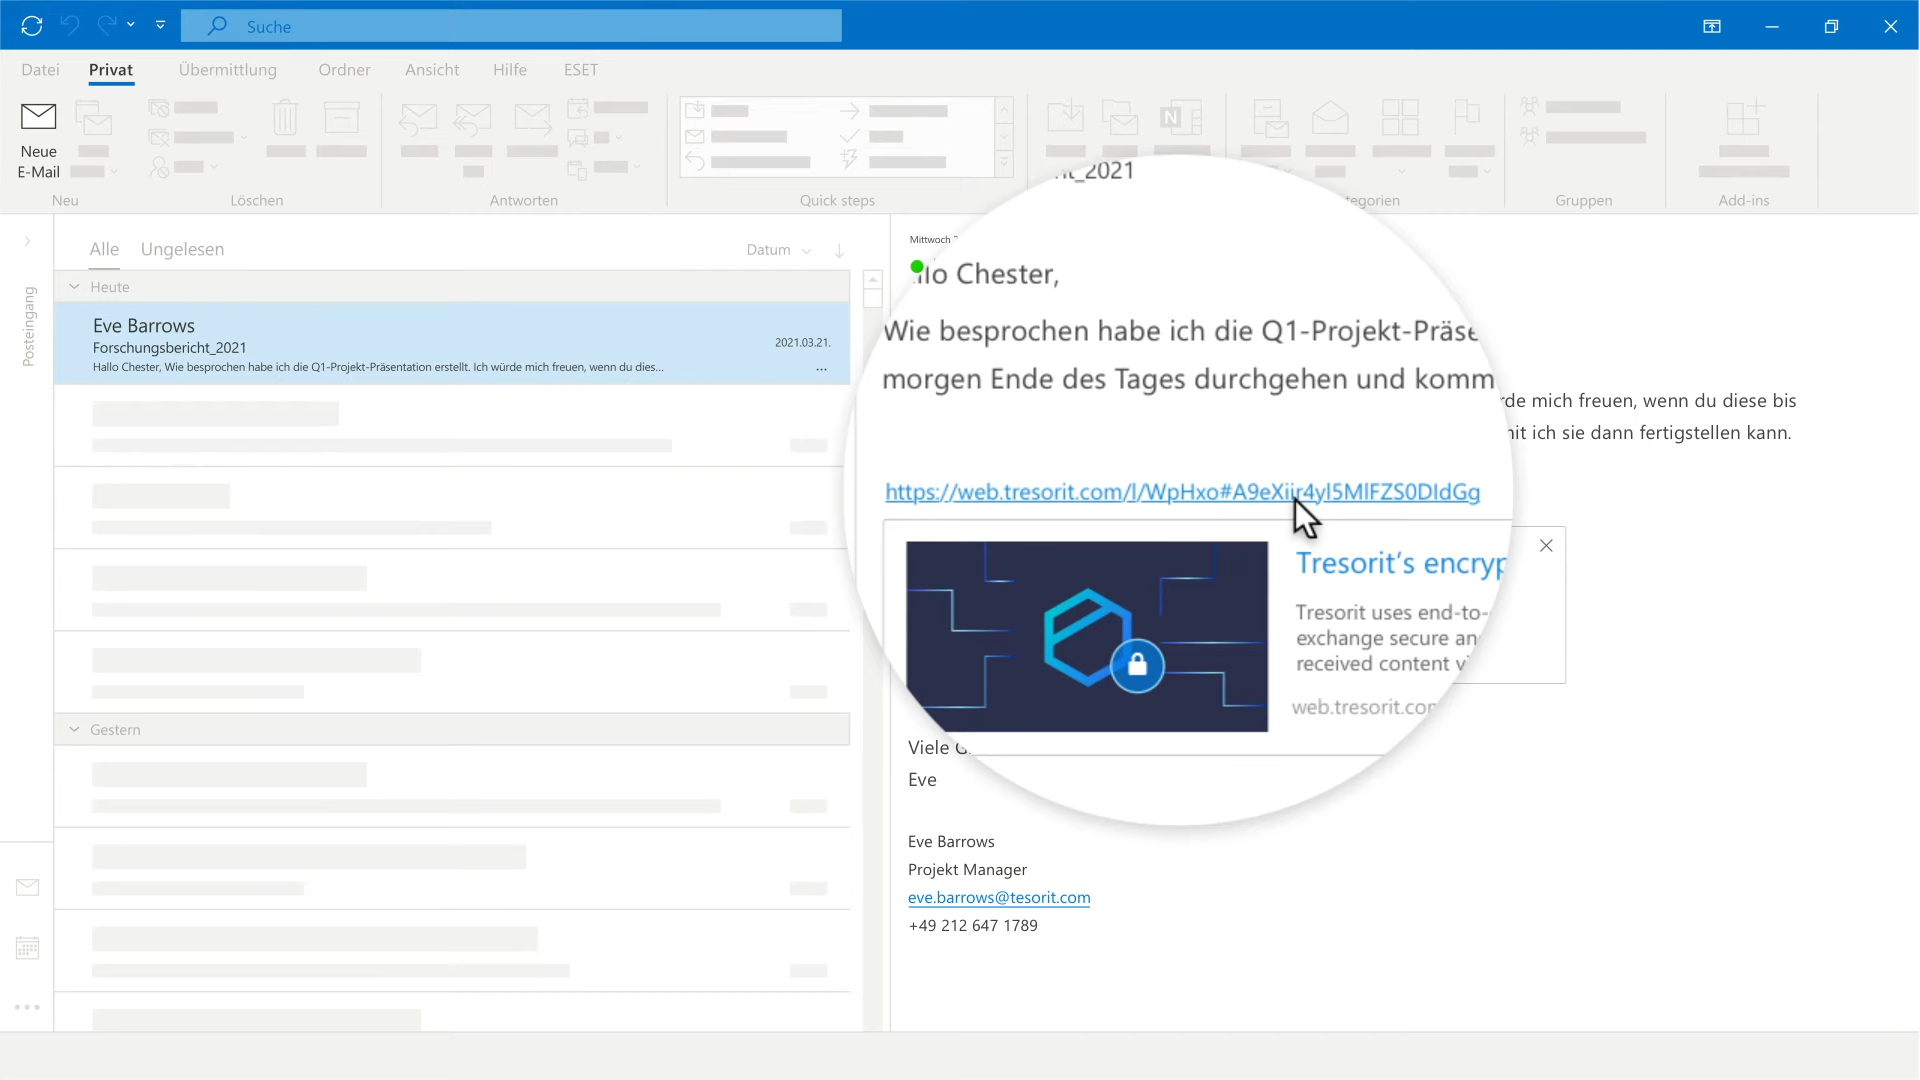 Suche
Datei Privat Übermittlung Ordner Ansicht Hilfe ESET
Neue
E-Mail
N
Neu Löschen Antworten Quick steps Gruppen Add-ins
Posteingang
Alle Ungelesen Datum
Heute
Eve Barrows
Forschungsbericht_2021
2021.03.21.
Hallo Chester, Wie besprochen habe ich die Q1-Projekt-Präsentation erstellt. Ich würde mich freuen, wenn du dies...
...
Gestern
_2021
Mittwoch
llo Chester,
Wie besprochen habe ich die Q1-Projekt-Präse
morgen Ende des Tages durchgehen und komm
rde mich freuen, wenn du diese bis
mit ich sie dann fertigstellen kann.
https://web.tresorit.com/l/WpHxo#A9eXijr4yl5MlFZS0DIdGg
Tresorit's encryp
Tresorit uses end-to-
exchange secure an
received content vi
web.tresorit.com
Viele G
Eve
Eve Barrows
Projekt Manager
eve.barrows@tesorit.com
+49 212 647 1789